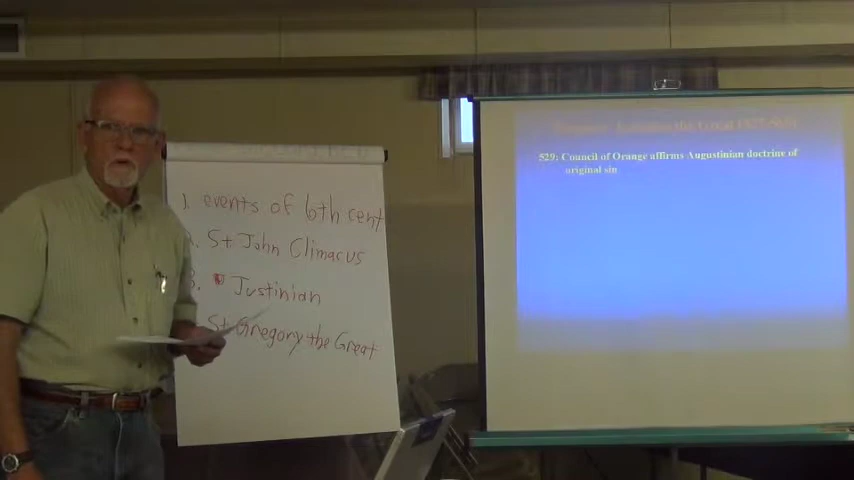 1. events of 6th cent
. St John Climacus
3. Justinian
St Gregory the Great
529: Council of Orange affirms Augustinian doctrine of
original sin